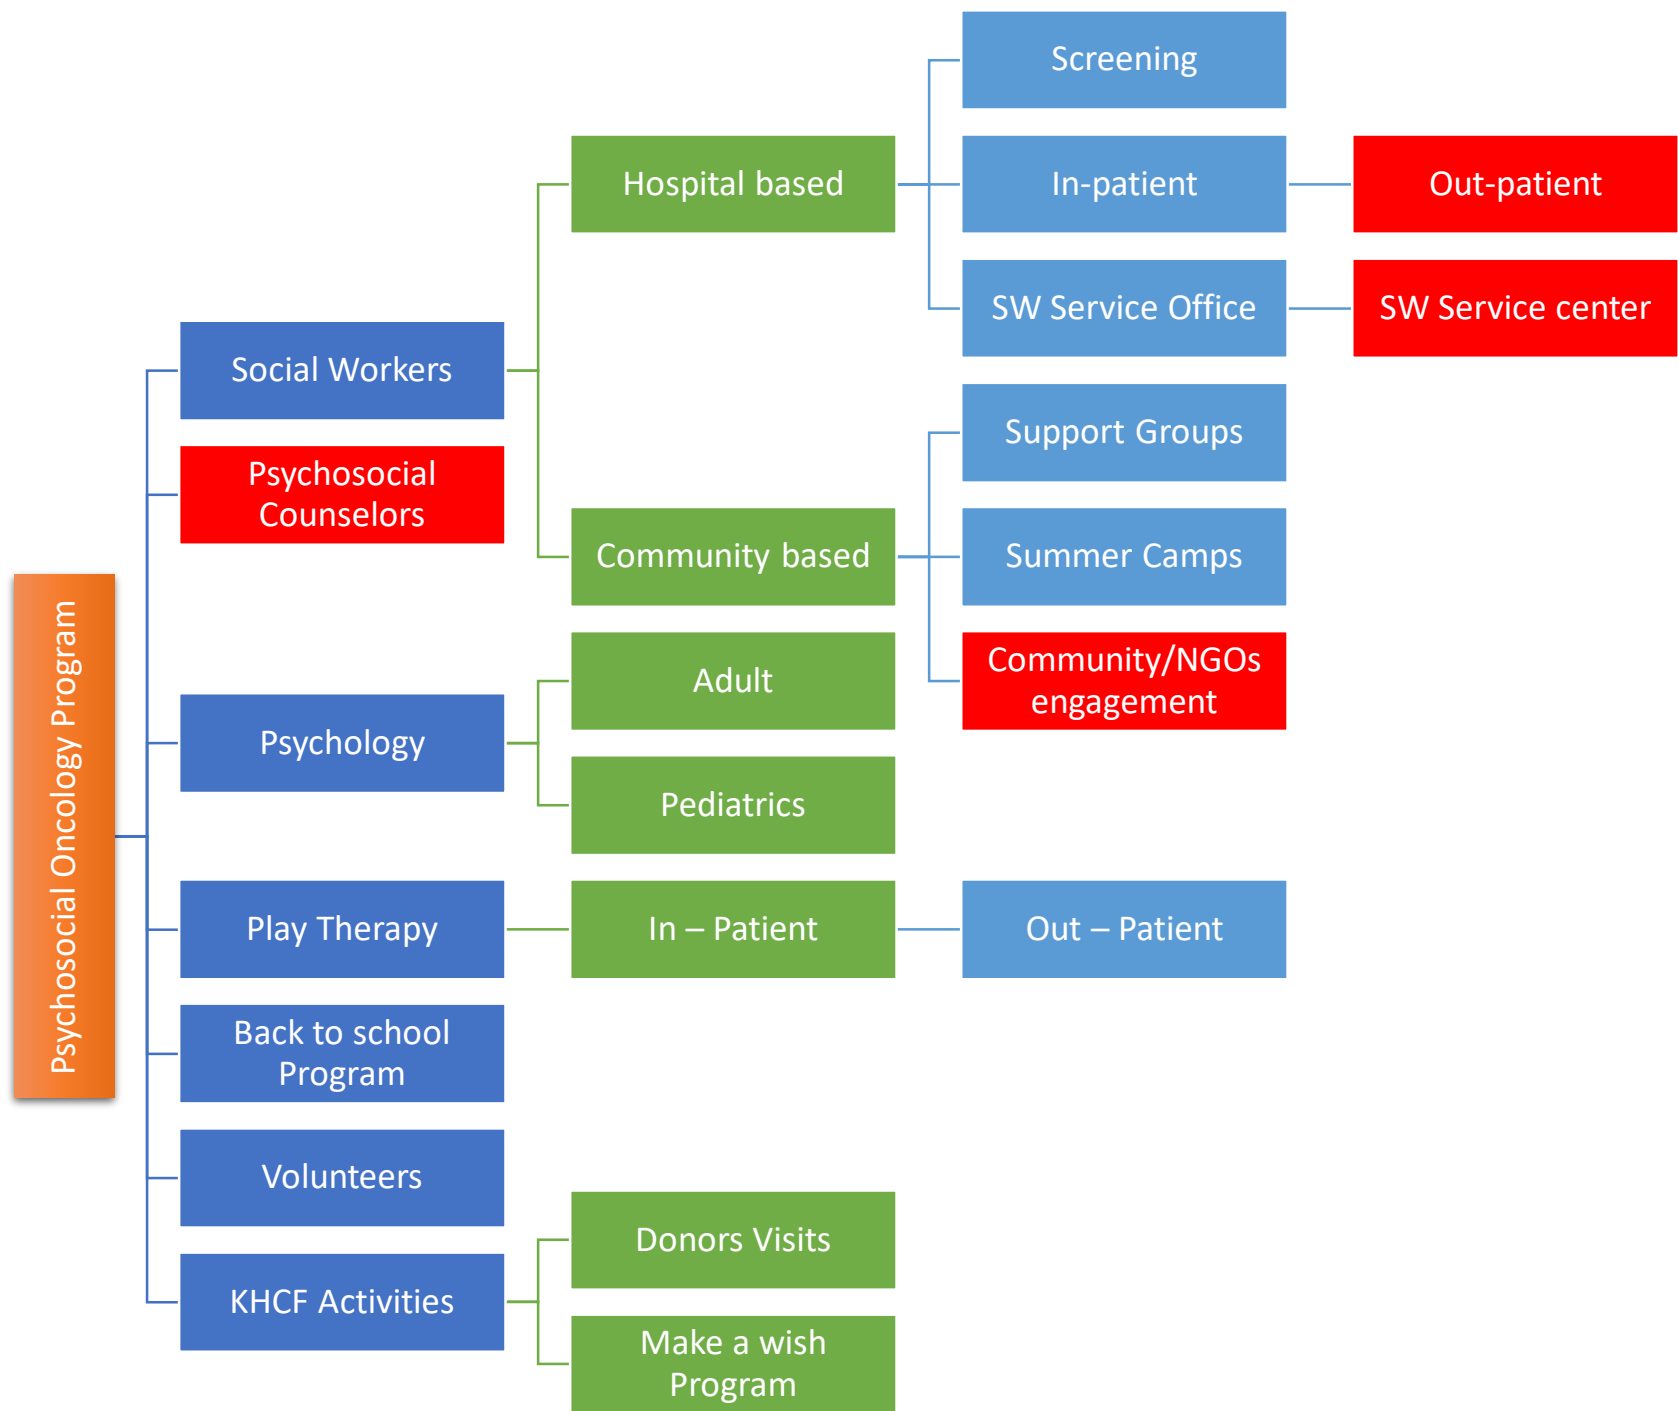 Psychosocial Oncology Program
Social Workers
Hospital based
Screening
In-patient
Out-patient
SW Service Office
SW Service center
Community based
Support Groups
Summer Camps
Community/NGOs
engagement
Psychosocial
Counselors
Psychology
Adult
Pediatrics
Play Therapy
In – Patient
Out – Patient
Back to school
Program
Volunteers
KHCF Activities
Donors Visits
Make a wish
Program